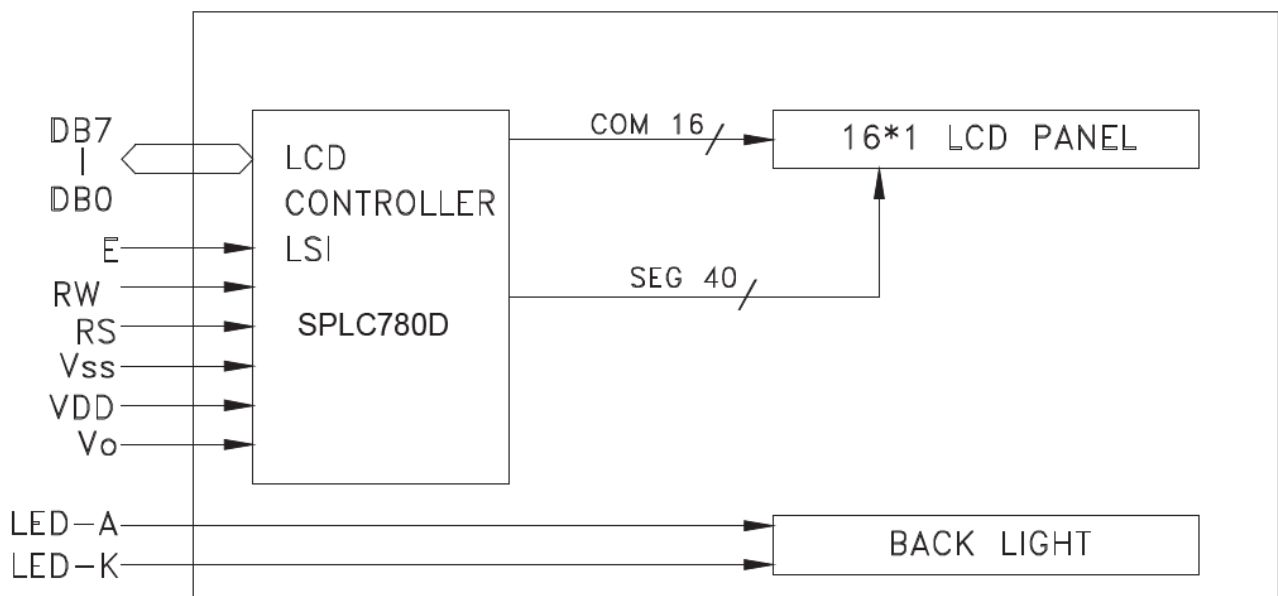 DB7
|
DB0
E
RW
RS
Vss
VDD
Vo
LED-A
LED-K
LCD
CONTROLLER
LSI
SPLC780D
COM 16
SEG 40
16*1 LCD PANEL
BACK LIGHT